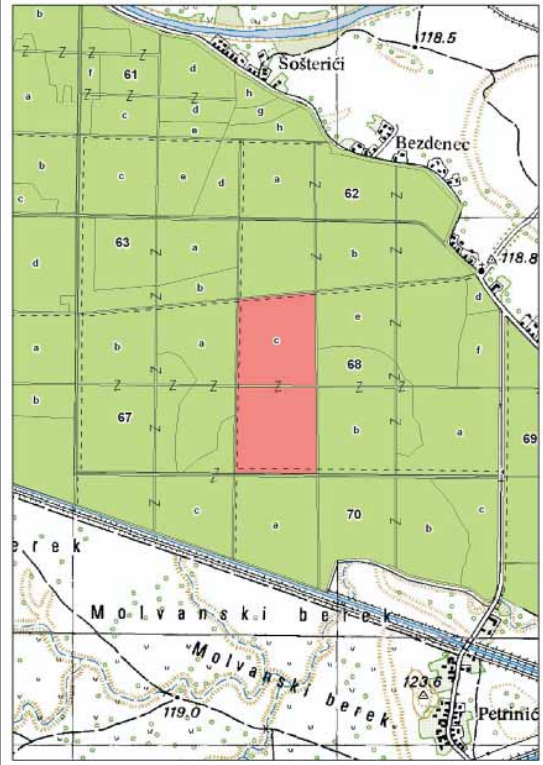 b
118.5
Šošterići
f
61
d
h
a
c
d
g
e
h
Bezdenec
b
c
e
d
a
62
c
63
a
b
118.8
d
b
d
a
b
a
c
e
f
68
b
67
b
a
69
c
a
70
b
c
erek
Molvanski berek
Molvanski berek
123.6
119.0
Petrinić